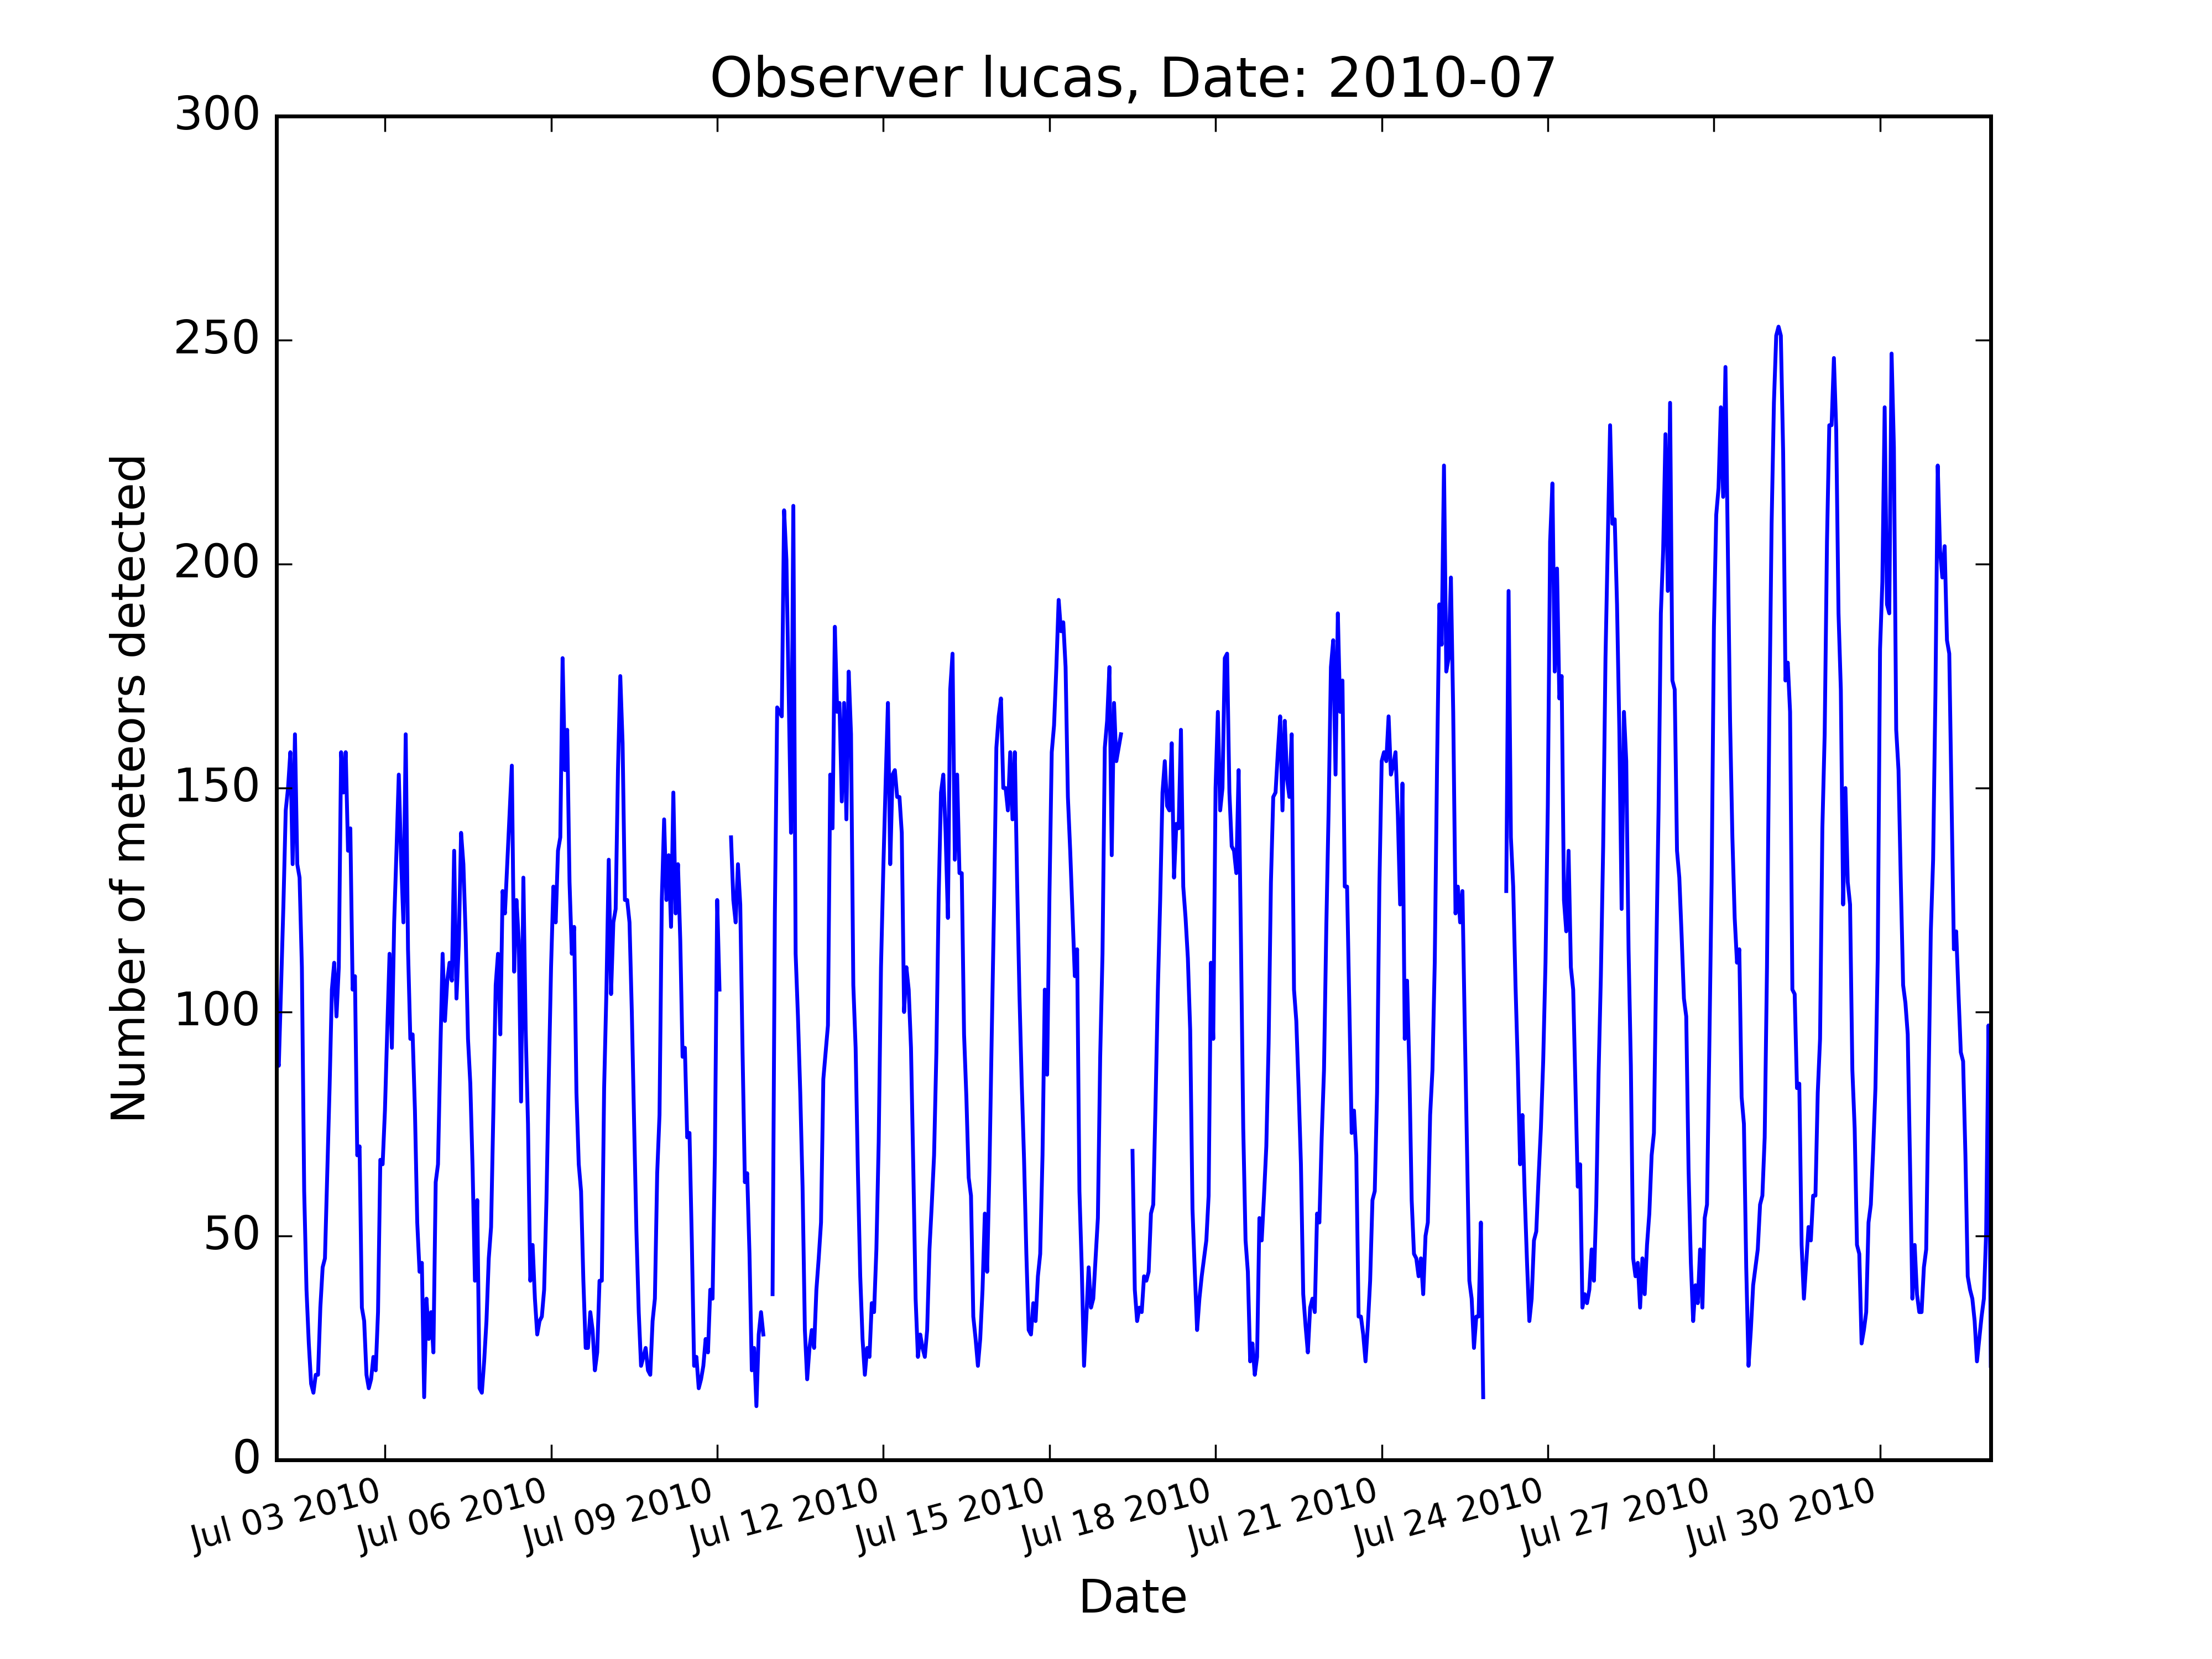 Observer lucas, Date: 2010-07
Number of meteors detected
300
250
200
150
100
50
0
Jul 03 2010
Jul 06 2010
Jul 09 2010
Jul 12 2010
Jul 15 2010
Jul 18 2010
Jul 21 2010
Jul 24 2010
Jul 27 2010
Jul 30 2010
Date